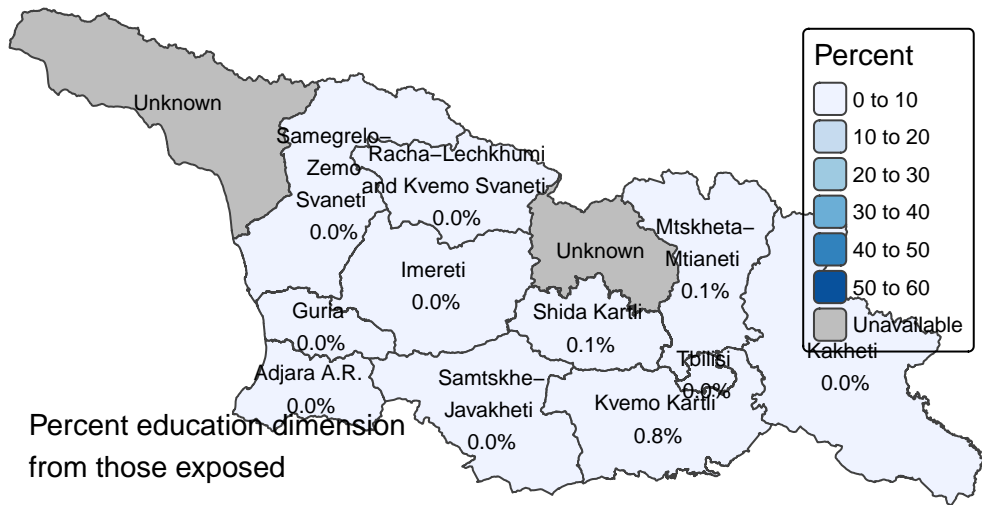 Unknown
Samegrelo–
Zemo
Svaneti
0.0%
Racha–Lechkhumi
and Kvemo Svaneti
0.0%
Unknown
Mtskheta–
Mtianeti
0.1%
Imereti
0.0%
Guria
0.0%
Shida Kartli
0.1%
Adjara A.R.
0.0%
Samtskhe–
Javakheti
0.0%
Kvemo Kartli
0.8%
Tbilisi
0.0%
Kakheti
0.0%
Percent
0 to 10
10 to 20
20 to 30
30 to 40
40 to 50
50 to 60
Unavailable
Percent education dimension
from those exposed